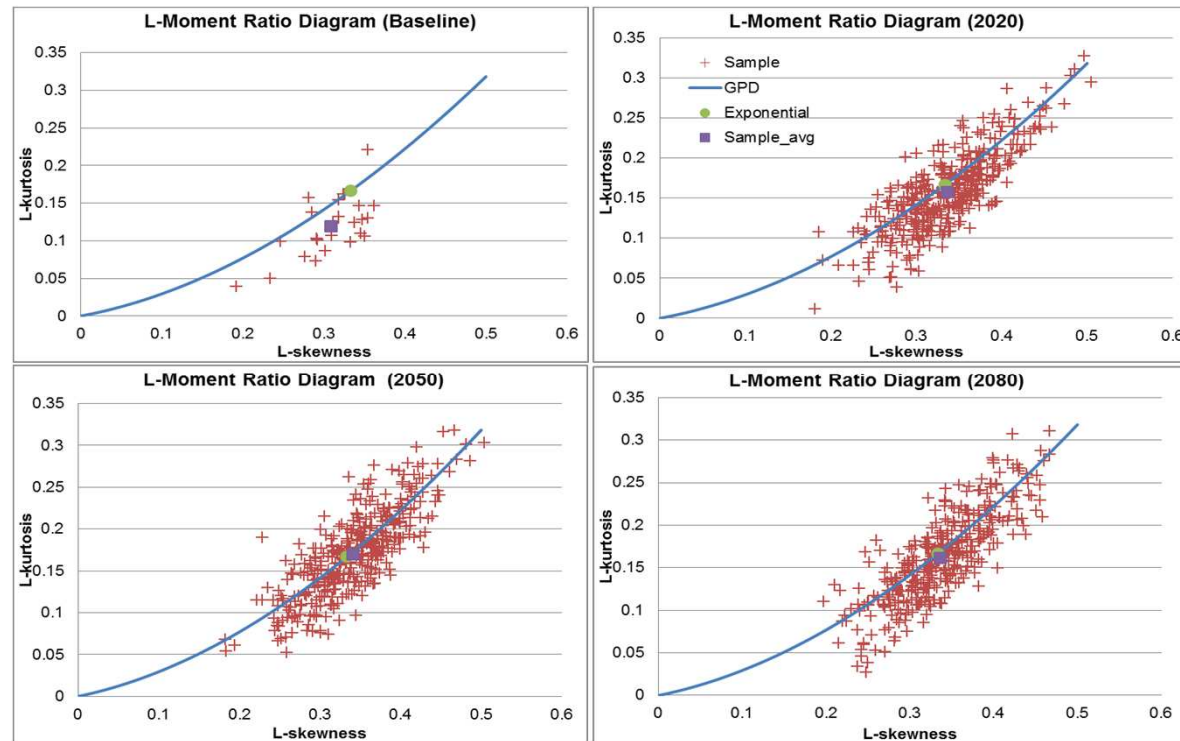 L-Moment Ratio Diagram (Baseline)
0.35
0.3
0.25
0.2
0.15
0.1
0.05
0
L-kurtosis
0 0.1 0.2 0.3 0.4 0.5 0.6
L-skewness
L-Moment Ratio Diagram (2020)
0.35
0.3
0.25
0.2
0.15
0.1
0.05
0
L-kurtosis
Sample
GPD
Exponential
Sample_avg
0 0.1 0.2 0.3 0.4 0.5 0.6
L-skewness
L-Moment Ratio Diagram (2050)
0.35
0.3
0.25
0.2
0.15
0.1
0.05
0
L-kurtosis
0 0.1 0.2 0.3 0.4 0.5 0.6
L-skewness
L-Moment Ratio Diagram (2080)
0.35
0.3
0.25
0.2
0.15
0.1
0.05
0
L-kurtosis
0 0.1 0.2 0.3 0.4 0.5 0.6
L-skewness